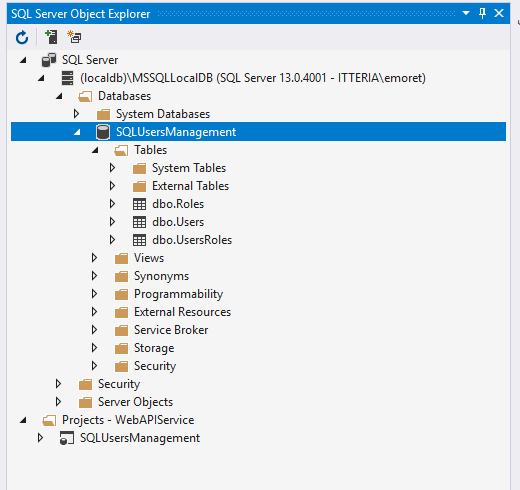 SQL Server Object Explorer
SQL Server
(localdb)\MSSQLLocalDB (SQL Server 13.0.4001 - ITTERIA\emoret)
Databases
System Databases
SQLUsersManagement
Tables
System Tables
External Tables
dbo.Roles
dbo.Users
dbo.UsersRoles
Views
Synonyms
Programmability
External Resources
Service Broker
Storage
Security
Security
Server Objects
Projects - WebAPIService
SQLUsersManagement